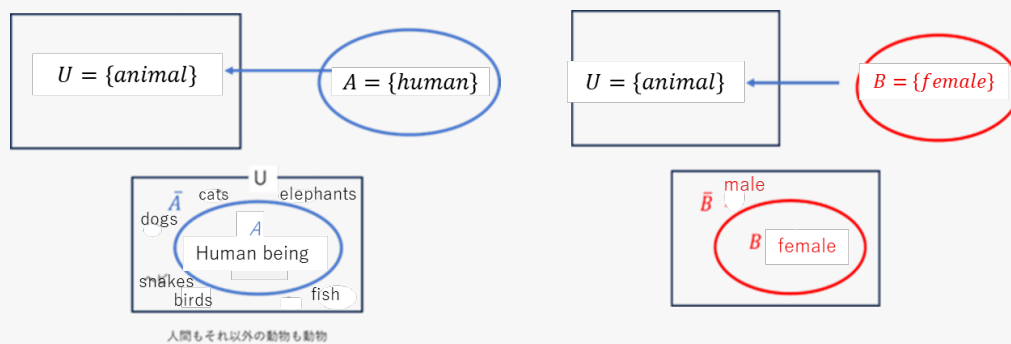 U = {animal}
A = {human}
U = {animal}
B = {female}
U
Ā
cats
elephants
dogs
A
Human being
snakes
birds
fish
人間もそれ以外の動物も動物
male
B̄
B
female